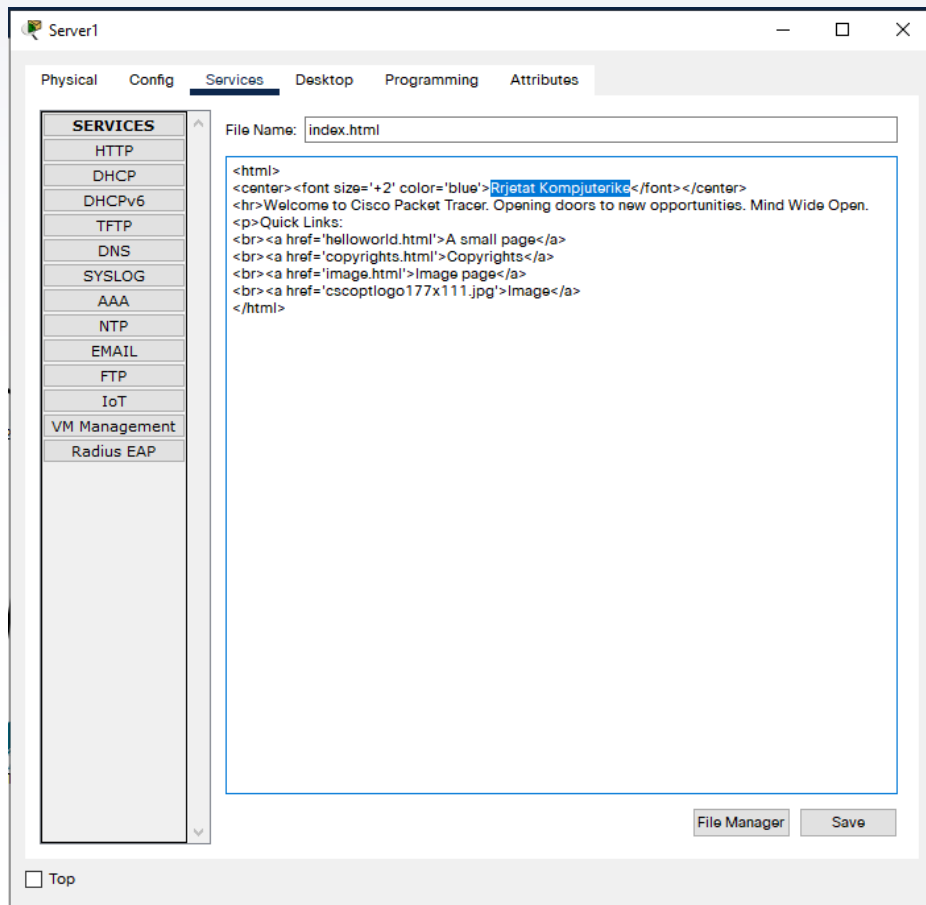 Server1
Physical Config Services Desktop Programming Attributes
SERVICES
HTTP
DHCP
DHCPv6
TFTP
DNS
SYSLOG
AAA
NTP
EMAIL
FTP
IoT
VM Management
Radius EAP
File Name: index.html
<html>
<center><font size='+2' color='blue'>Rrjetat Kompjuterike</font></center>
<hr>Welcome to Cisco Packet Tracer. Opening doors to new opportunities. Mind Wide Open.
<p>Quick Links:
<br><a href='helloworld.html'>A small page</a>
<br><a href='copyrights.html'>Copyrights</a>
<br><a href='image.html'>Image page</a>
<br><a href='cscoptlogo177x111.jpg'>Image</a>
</html>
File Manager Save
Top